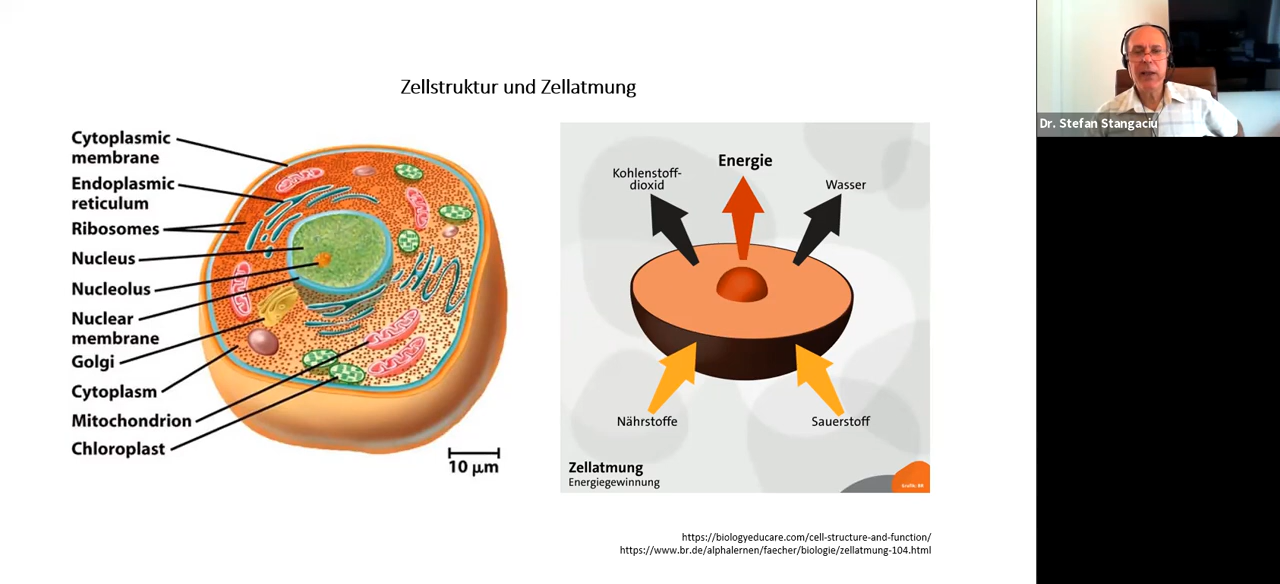 Zellstruktur und Zellatmung
Cytoplasmic
membrane
Endoplasmic
reticulum
Ribosomes
Nucleus
Nucleolus
Nuclear
membrane
Golgi
Cytoplasm
Mitochondrion
Chloroplast
10 µm
Energie
Kohlenstoff-
dioxid
Wasser
Nährstoffe
Sauerstoff
Zellatmung
Energiegewinnung
Grafik: BR
https://biologyeducare.com/cell-structure-and-function/
https://www.br.de/alphalernen/faecher/biologie/zellatmung-104.html
Dr. Stefan Stangaciu